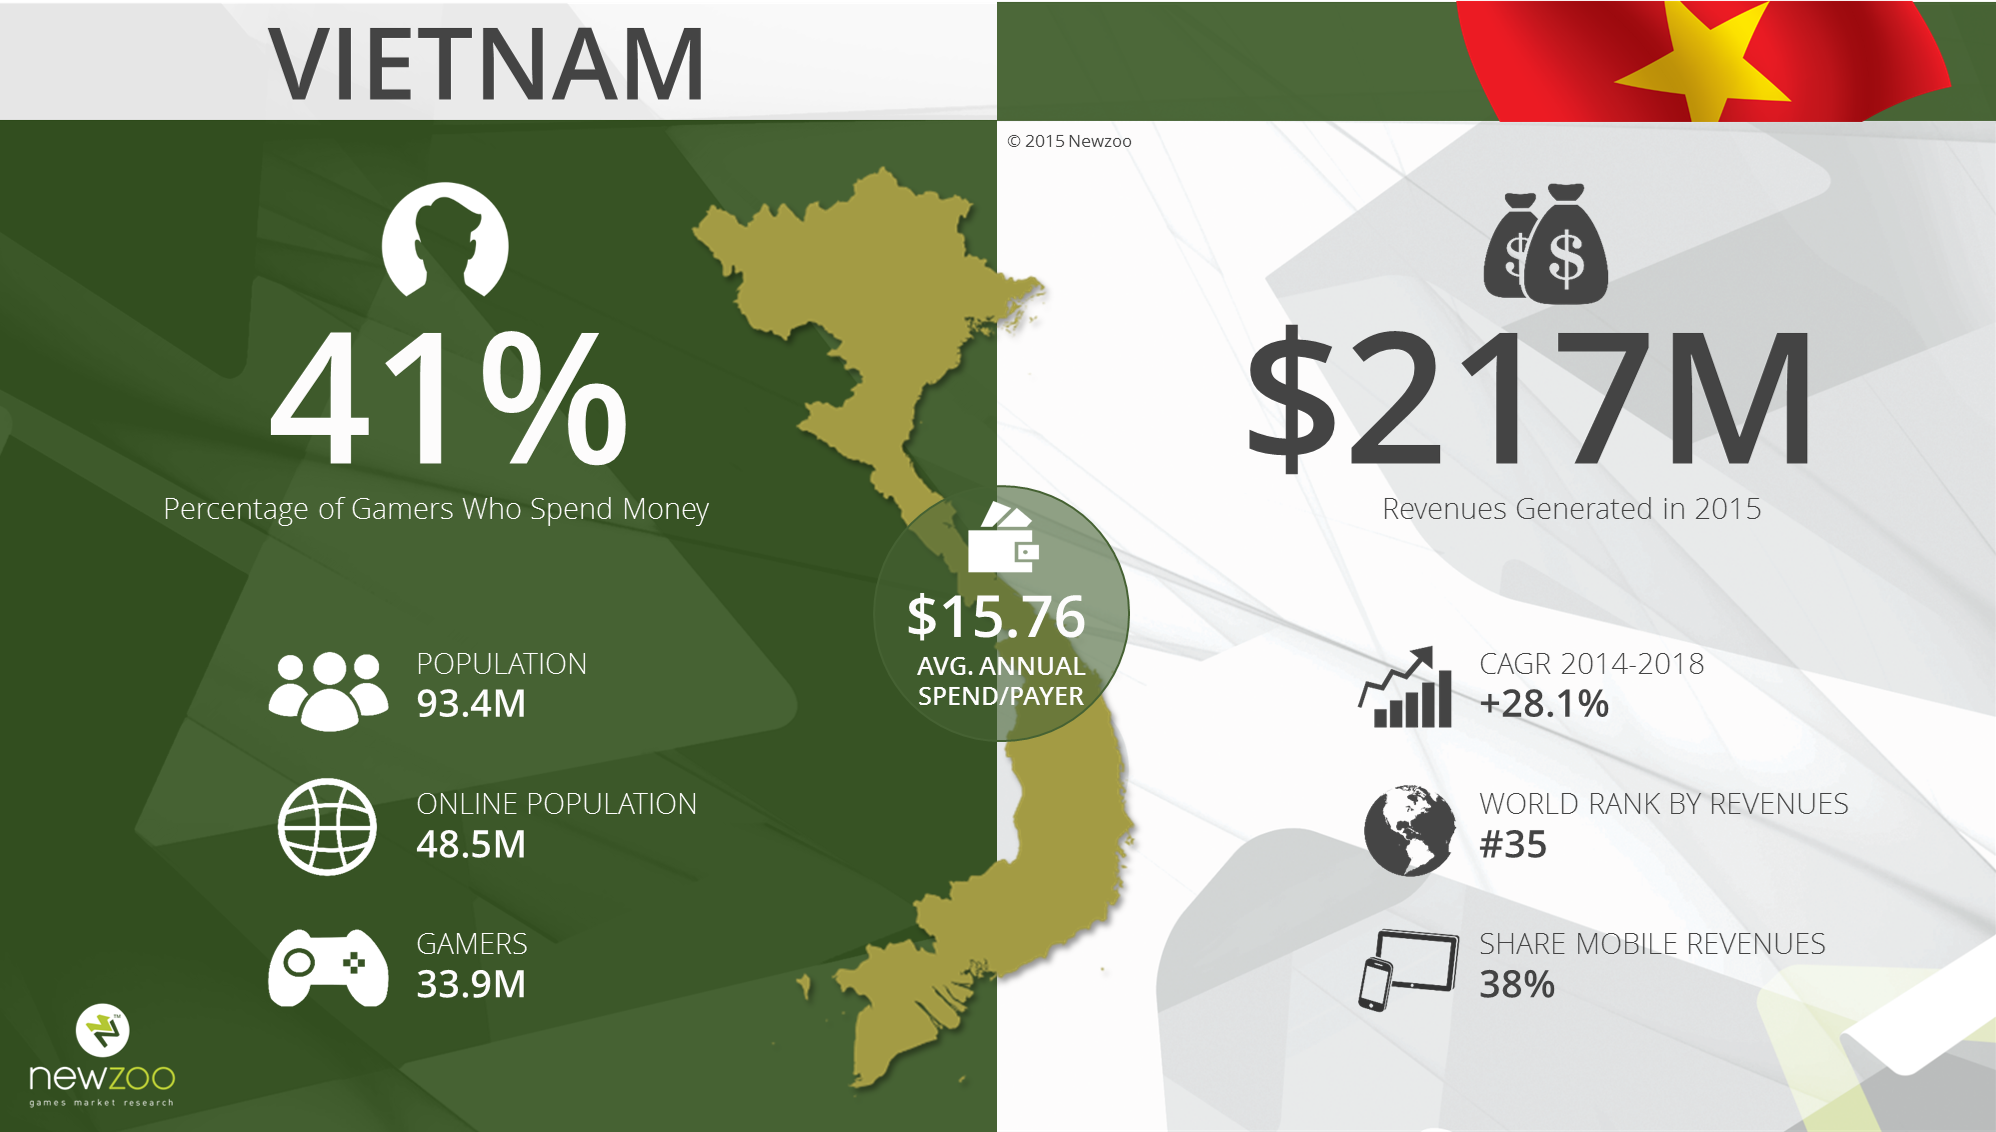 VIETNAM
© 2015 Newzoo
41%
Percentage of Gamers Who Spend Money
POPULATION
93.4M
ONLINE POPULATION
48.5M
GAMERS
33.9M
$15.76
AVG. ANNUAL
SPEND/PAYER
$217M
Revenues Generated in 2015
CAGR 2014-2018
+28.1%
WORLD RANK BY REVENUES
#35
SHARE MOBILE REVENUES
38%
newzoo
games market research